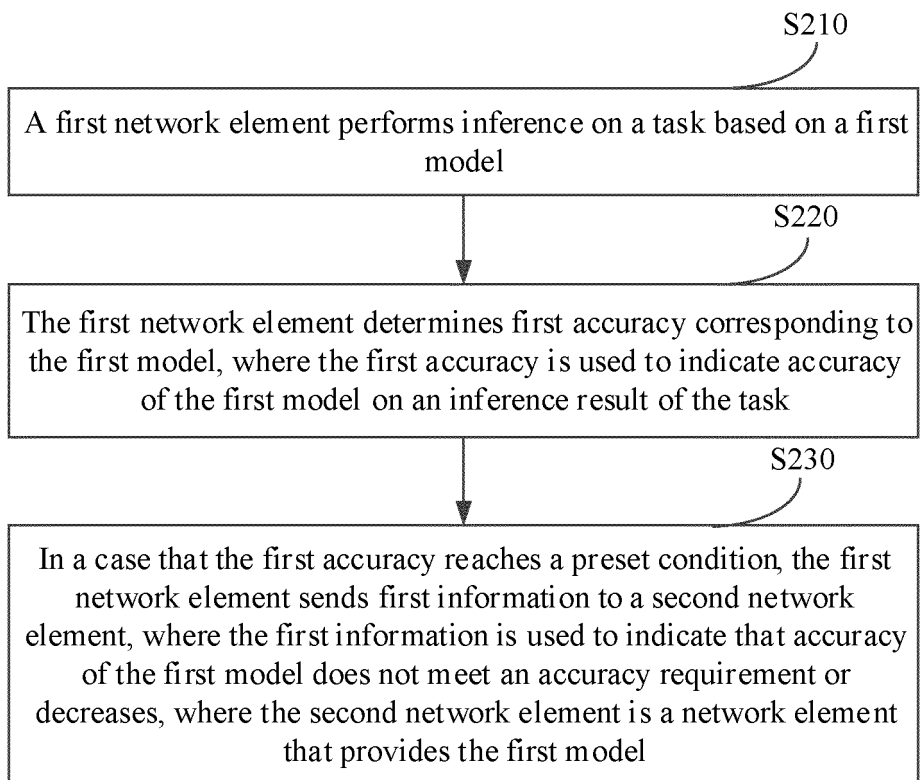 S210
A first network element performs inference on a task based on a first
model
S220
The first network element determines first accuracy corresponding to
the first model, where the first accuracy is used to indicate accuracy
of the first model on an inference result of the task
S230
In a case that the first accuracy reaches a preset condition, the first
network element sends first information to a second network
element, where the first information is used to indicate that accuracy
of the first model does not meet an accuracy requirement or
decreases, where the second network element is a network element
that provides the first model